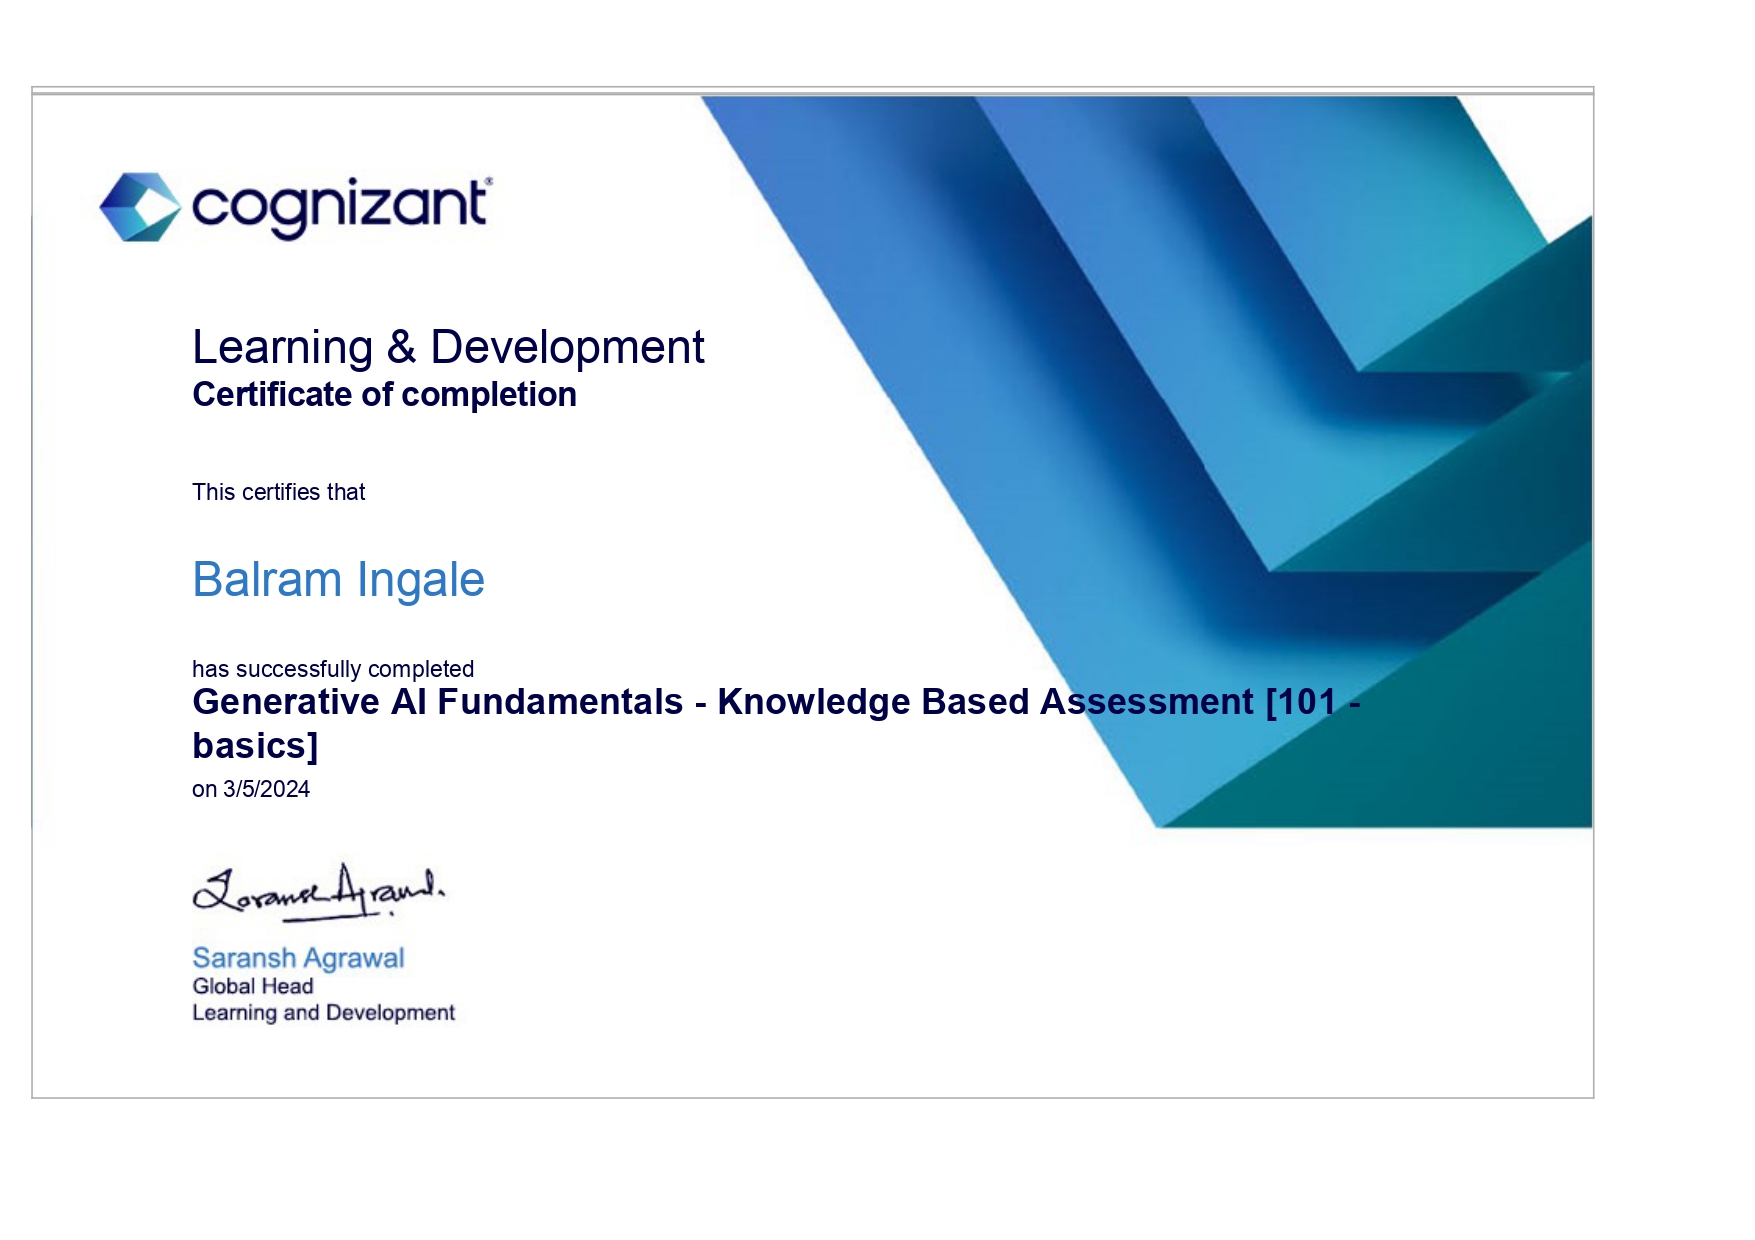 cognizant®
Learning & Development
Certificate of completion
This certifies that
Balram Ingale
has successfully completed
Generative AI Fundamentals - Knowledge Based Assessment [101 -
basics]
on 3/5/2024
Saransh Agrawal.
Saransh Agrawal
Global Head
Learning and Development